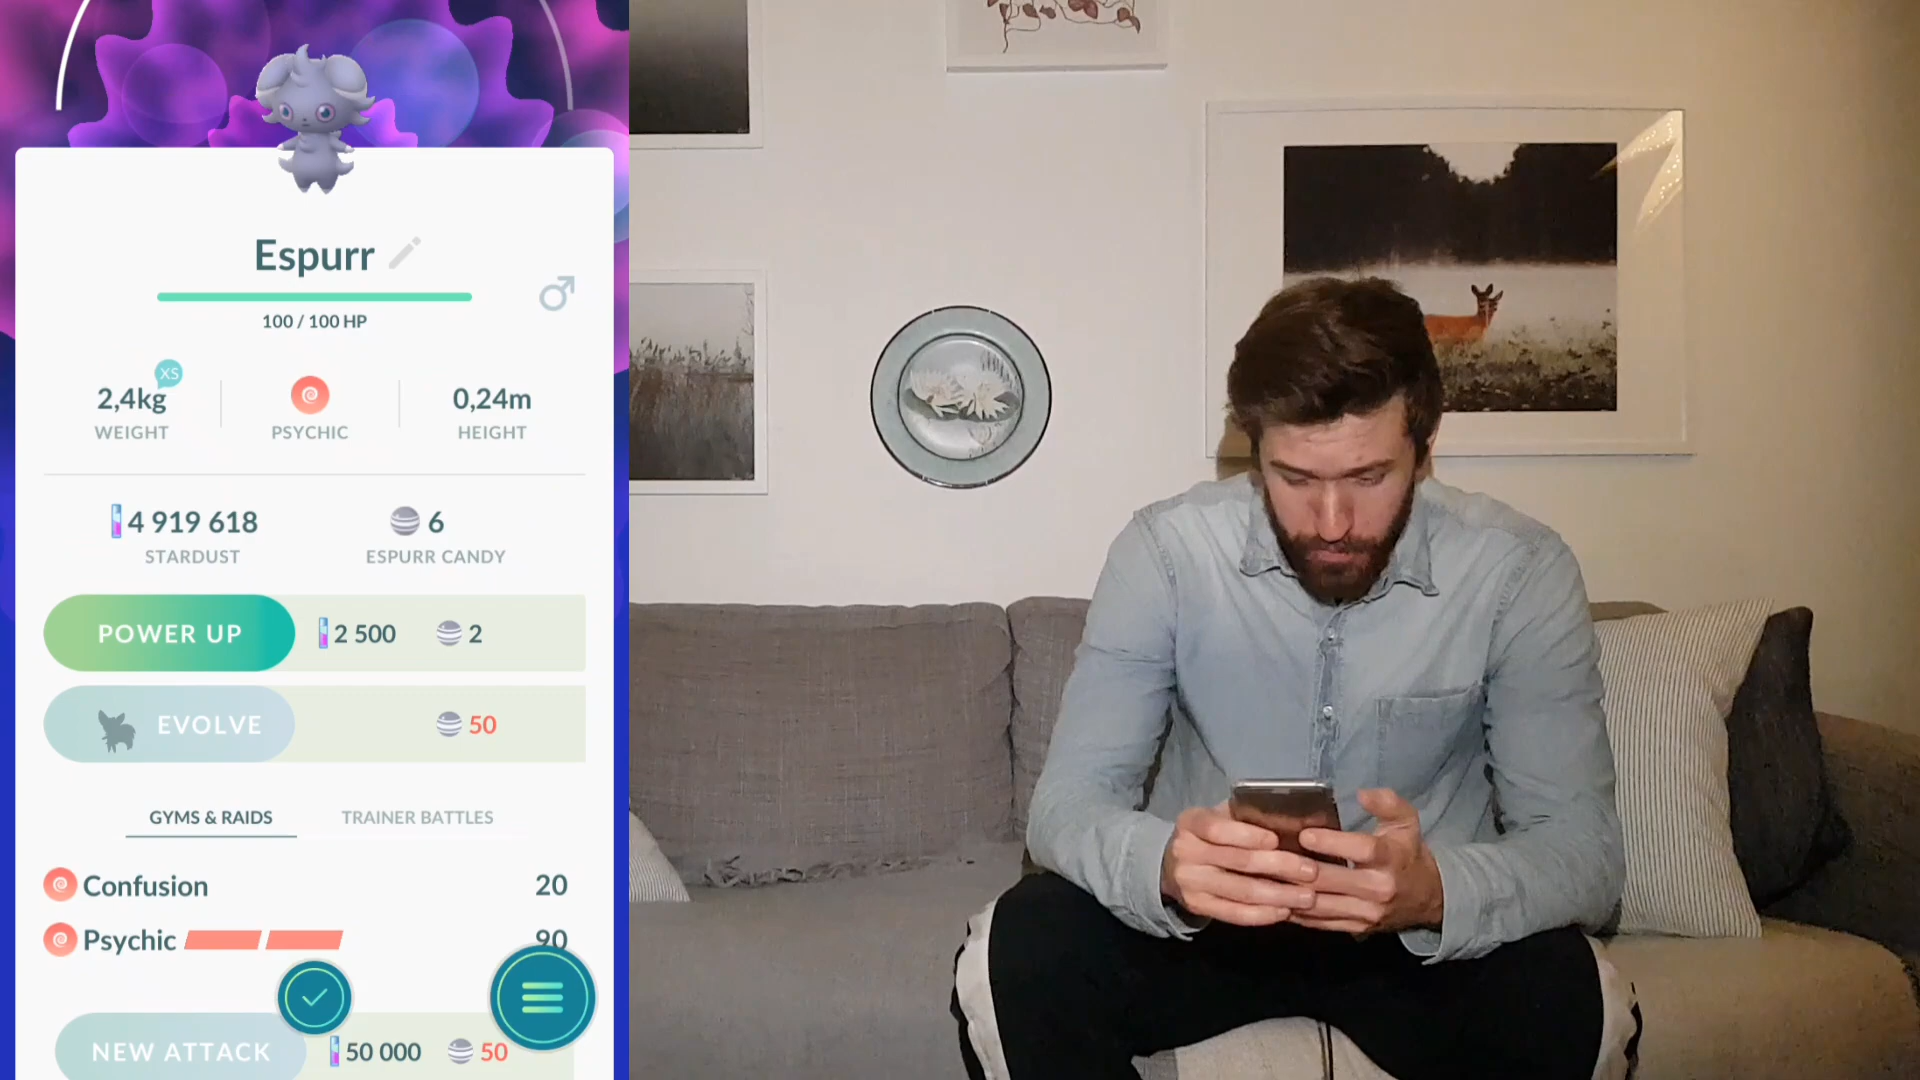 Espurr
100 / 100 HP
XS
2,4kg
WEIGHT
PSYCHIC
0,24m
HEIGHT
4 919 618
STARDUST
6
ESPURR CANDY
POWER UP
2 500
2
EVOLVE
50
GYMS & RAIDS
TRAINER BATTLES
Confusion
20
Psychic
90
NEW ATTACK
50 000
50